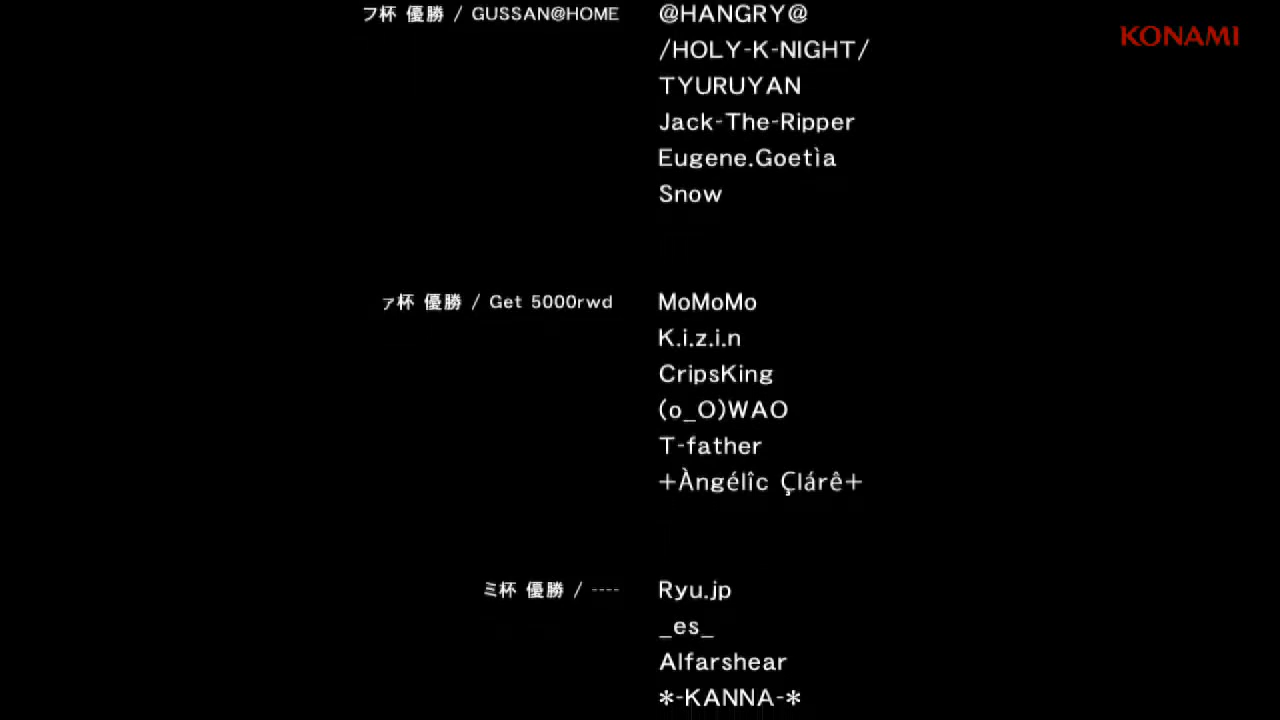 フ杯 優勝 / GUSSAN@HOME @HANGRY@
KONAMI
/HOLY-K-NIGHT/
TYURUYAN
Jack-The-Ripper
Eugene.Goetìa
Snow
ァ杯 優勝 / Get 5000rwd MoMoMo
K.i.z.i.n
CripsKing
(o_O)WAO
T-father
+Àngélîc Çlárê+
ミ杯 優勝 / ---- Ryu.jp
_es_
Alfarshear
*-KANNA-*